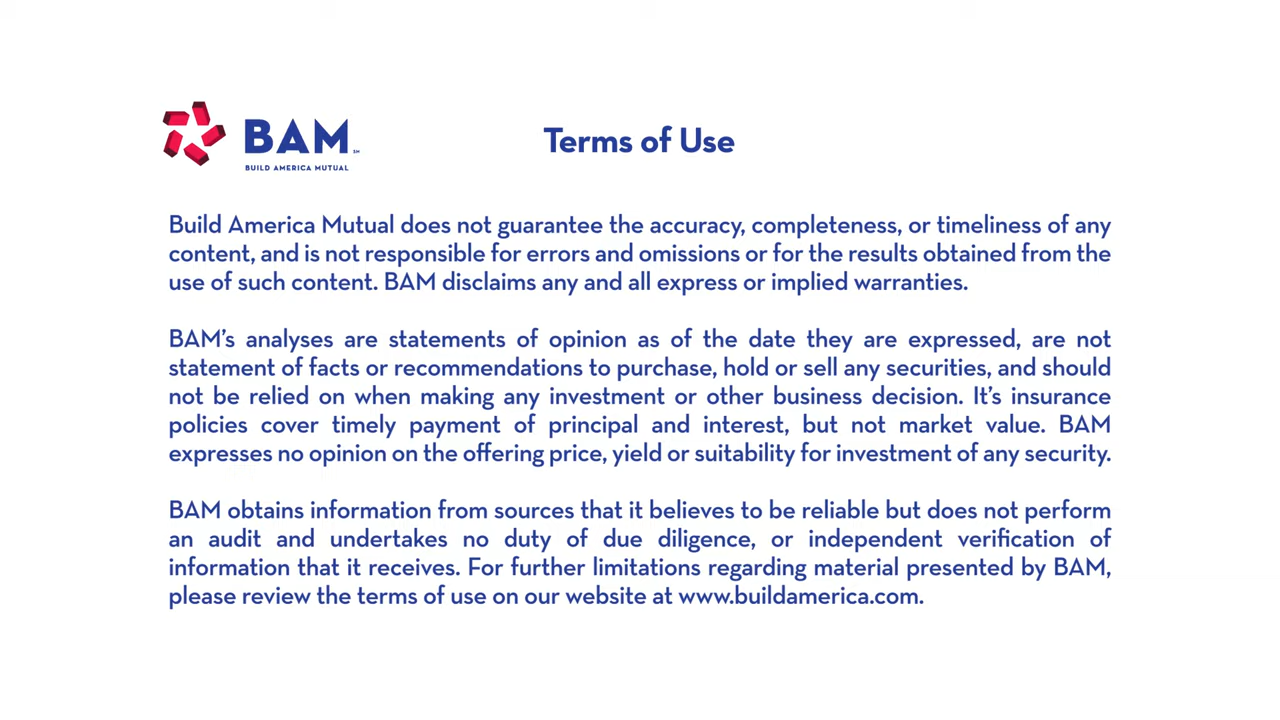 BAM
SM
BUILD AMERICA MUTUAL
Terms of Use
Build America Mutual does not guarantee the accuracy, completeness, or timeliness of any
content, and is not responsible for errors and omissions or for the results obtained from the
use of such content. BAM disclaims any and all express or implied warranties.
BAM’s analyses are statements of opinion as of the date they are expressed, are not
statement of facts or recommendations to purchase, hold or sell any securities, and should
not be relied on when making any investment or other business decision. It’s insurance
policies cover timely payment of principal and interest, but not market value. BAM
expresses no opinion on the offering price, yield or suitability for investment of any security.
BAM obtains information from sources that it believes to be reliable but does not perform
an audit and undertakes no duty of due diligence, or independent verification of
information that it receives. For further limitations regarding material presented by BAM,
please review the terms of use on our website at www.buildamerica.com.